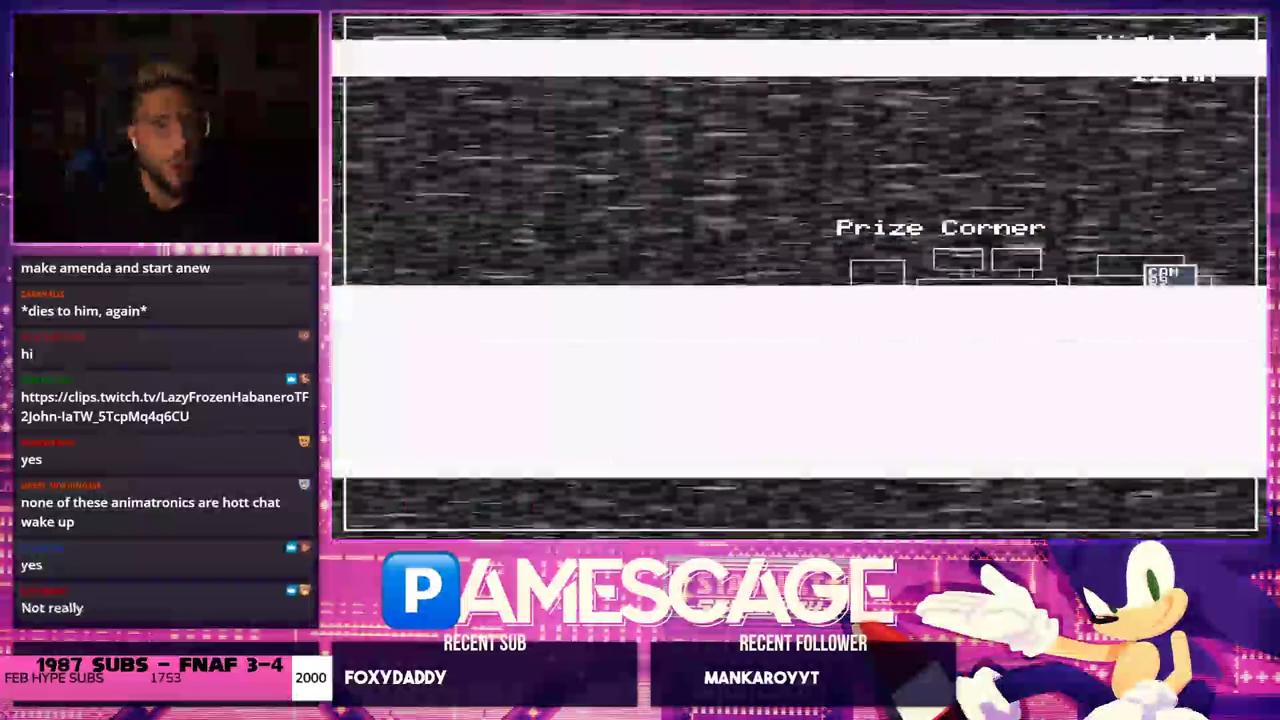 Prize Corner
CAM
make amenda and start anew
*dies to him, again*
hi
https://clips.twitch.tv/LazyFrozenHabaneroTF
2John-IaTW_5TcpMq4q6CU
yes
none of these animatronics are hott chat
wake up
yes
Not really
PAMESCAGE
RECENT SUB
RECENT FOLLOWER
1987 SUBS - FNAF 3-4
FEB HYPE SUBS 1753 2000
FOXYDADDY
MANKAROYYT